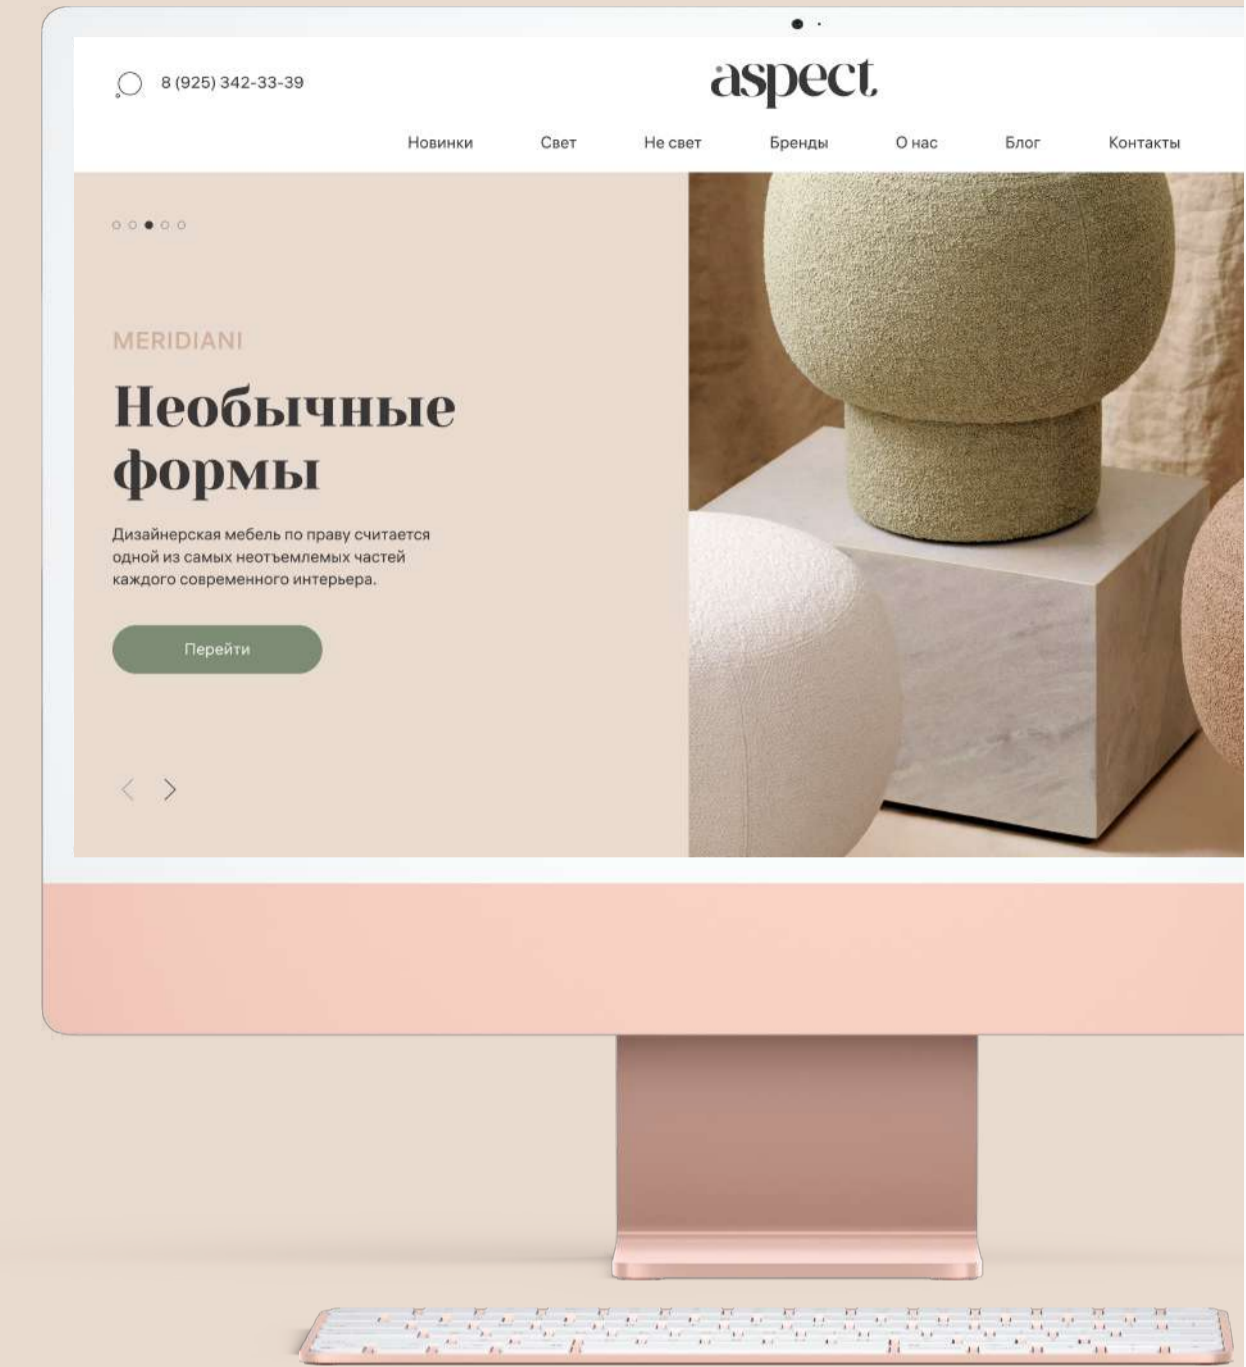 8 (925) 342-33-39
aspect
Новинки Свет Не свет Бренды О нас Блог Контакты
MERIDIANI
Необычные
формы
Дизайнерская мебель по праву считается
одной из самых неотъемлемых частей
каждого современного интерьера.
Перейти